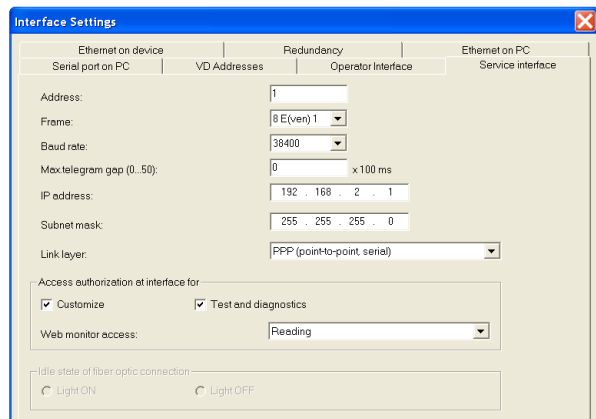 Interface Settings
Ethernet on device Redundancy Ethernet on PC
Serial port on PC VD Addresses Operator Interface Service interface
Address: 1
Frame: 8 E(ven) 1
Baud rate: 38400
Max.telegram gap (0...50): 0 x 100 ms
IP address: 192 . 168 . 2 . 1
Subnet mask: 255 . 255 . 255 . 0
Link layer: PPP (point-to-point, serial)
Access authorization at interface for
Customize Test and diagnostics
Web monitor access: Reading
Idle state of fiber optic connection
Light ON Light OFF